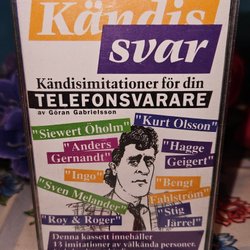 Kändis
svar
Kändisimitationer för din
TELEFONSVARARE
av Göran Gabrielsson
"Siewert Öholm"
"Kurt Olsson"
"Anders
Gernandt"
"Hagge
Geigert"
"Ingo"
"Bengt
Fahlström"
"Sven Melander"
"Stig
Järrel"
"Roy & Roger"
Denna kassett innehåller
13 imitationer av välkända personer.